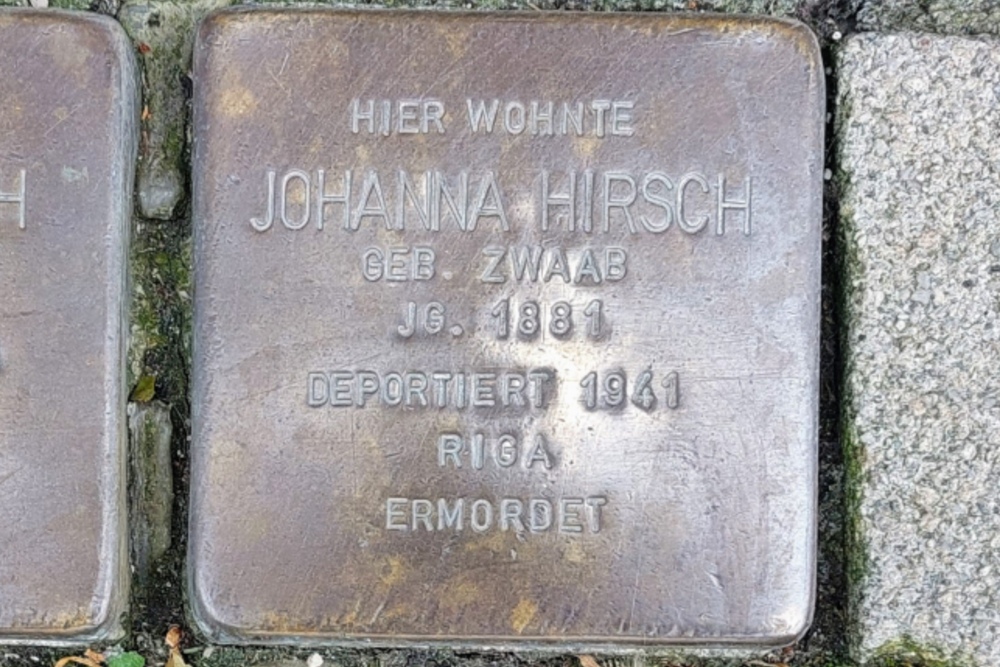 HIER WOHNTE
JOHANNA HIRSCH
GEB. ZWAAB
JG. 1881
DEPORTIERT 1941
RIGA
ERMORDET
H